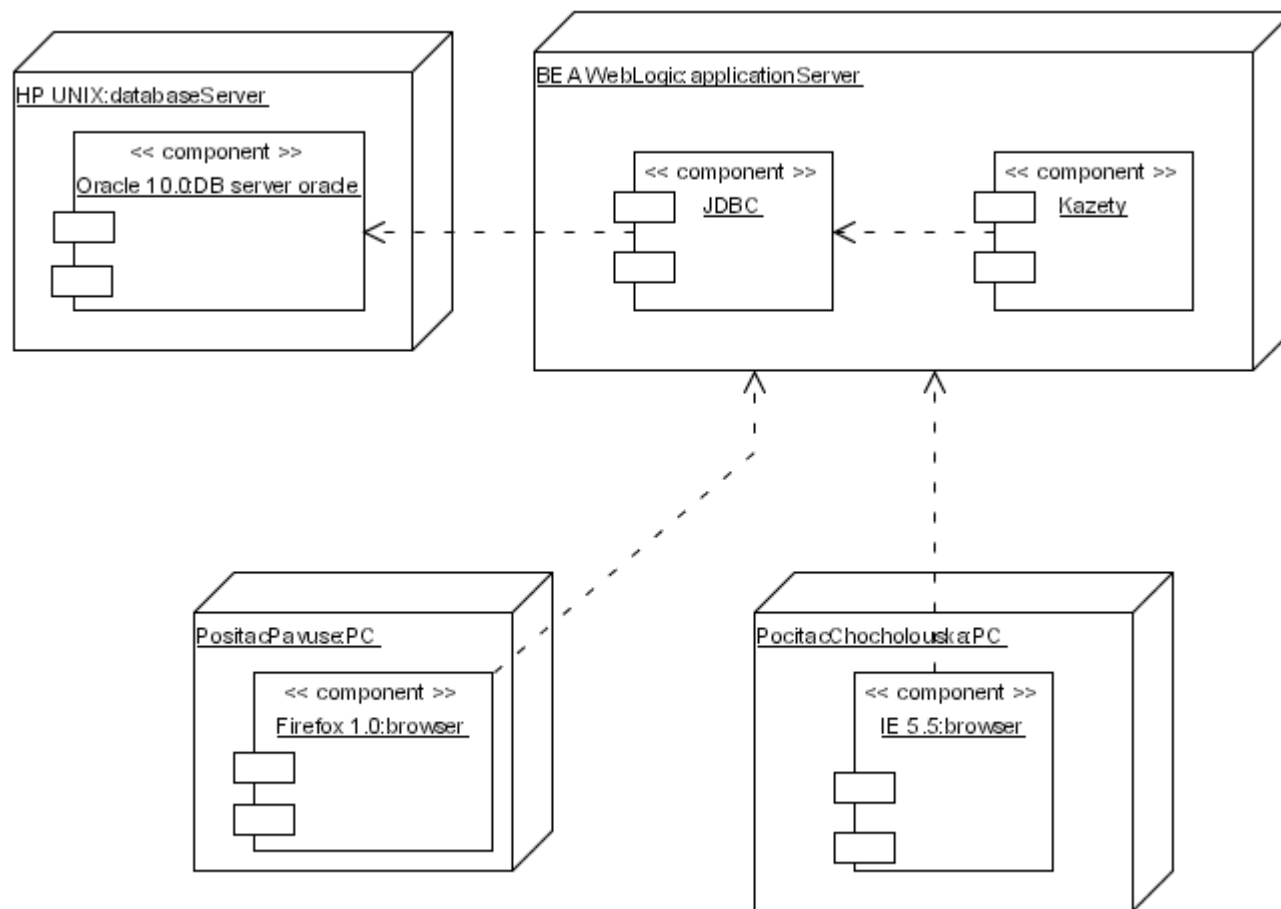 HP UNIX:databaseServer
<< component >>
Oracle 10.0:DB server oracle
BEA WebLogic:applicationServer
<< component >>
JDBC
<< component >>
Kazety
PositacPavuse:PC
<< component >>
Firefox 1.0:browser
PocitacChocholouska:PC
<< component >>
IE 5.5:browser